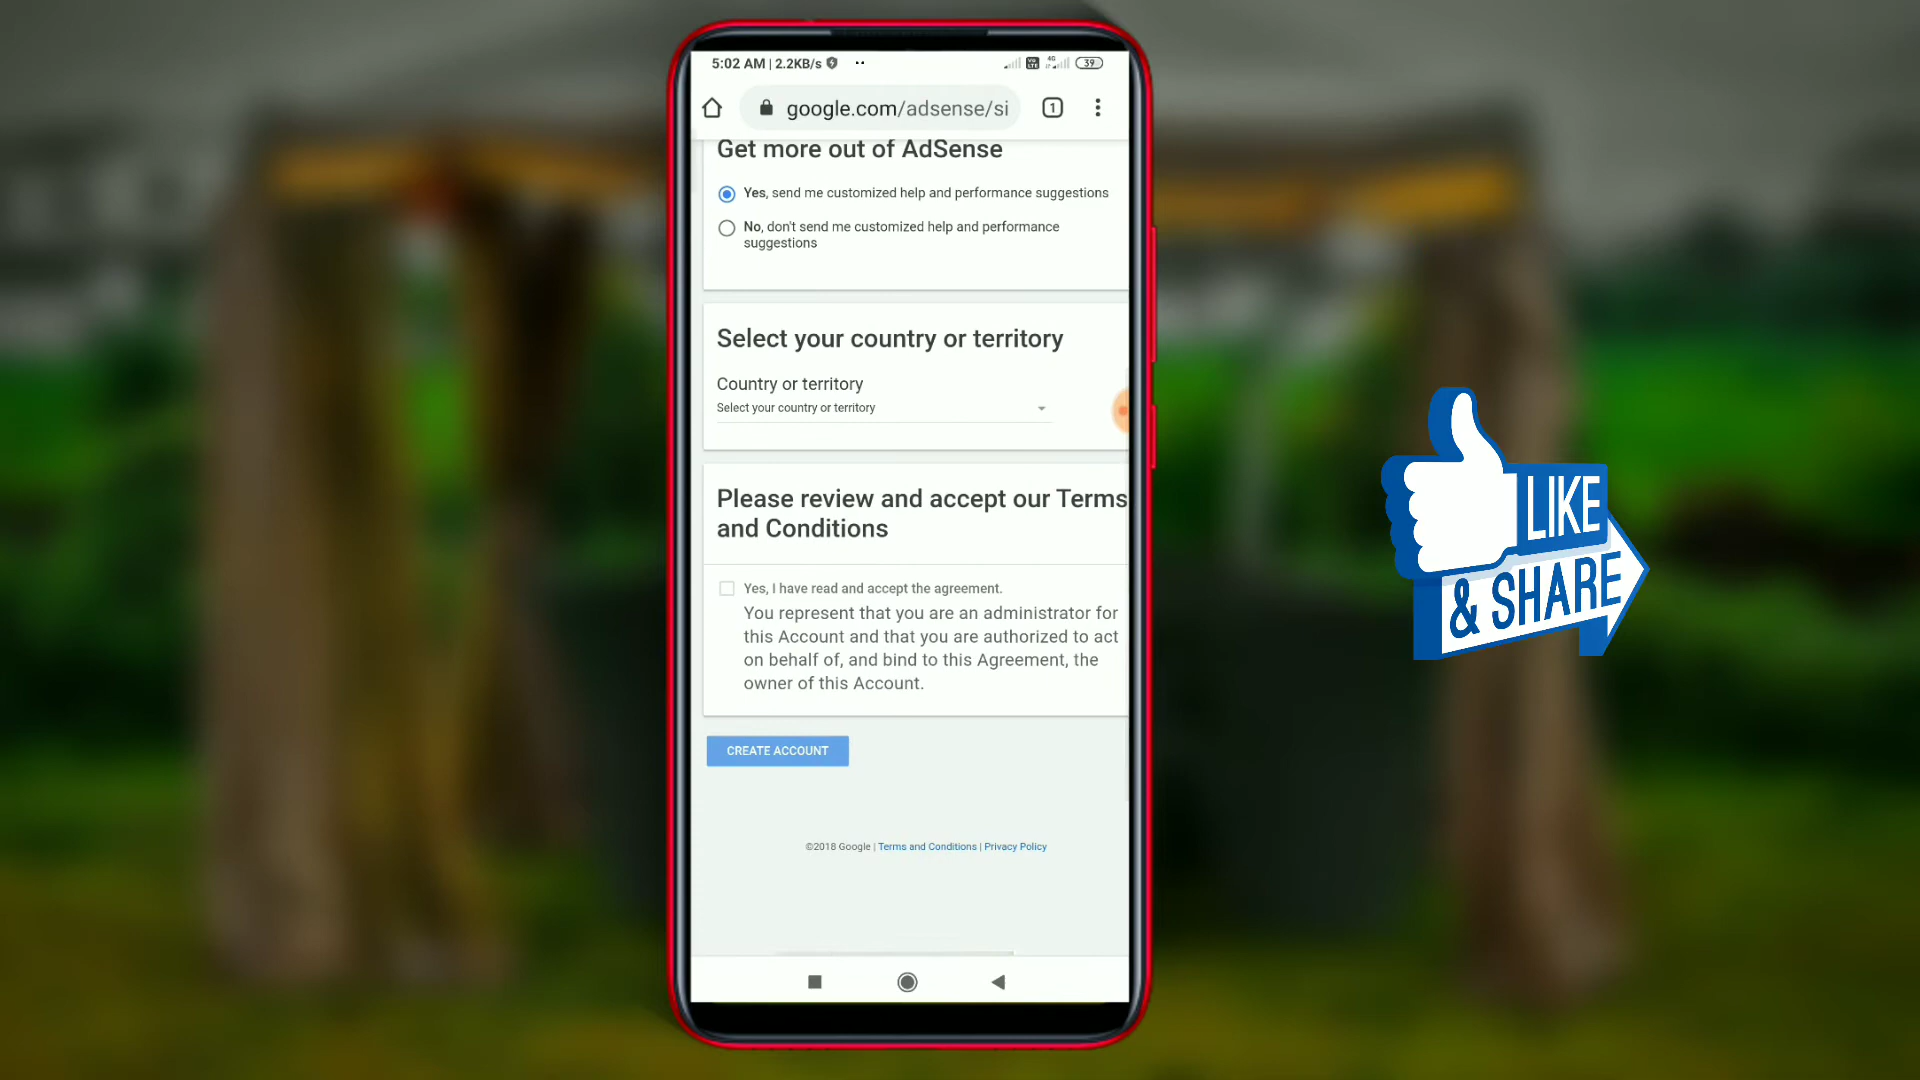 5:02 AM | 2.2KB/s
Vo
LTE
4G
39
google.com/adsense/si
1
Get more out of AdSense
Yes, send me customized help and performance suggestions
No, don't send me customized help and performance
suggestions
Select your country or territory
Country or territory
Select your country or territory
Please review and accept our Terms
and Conditions
Yes, I have read and accept the agreement.
You represent that you are an administrator for
this Account and that you are authorized to act
on behalf of, and bind to this Agreement, the
owner of this Account.
CREATE ACCOUNT
©2018 Google | Terms and Conditions | Privacy Policy
LIKE
& SHARE